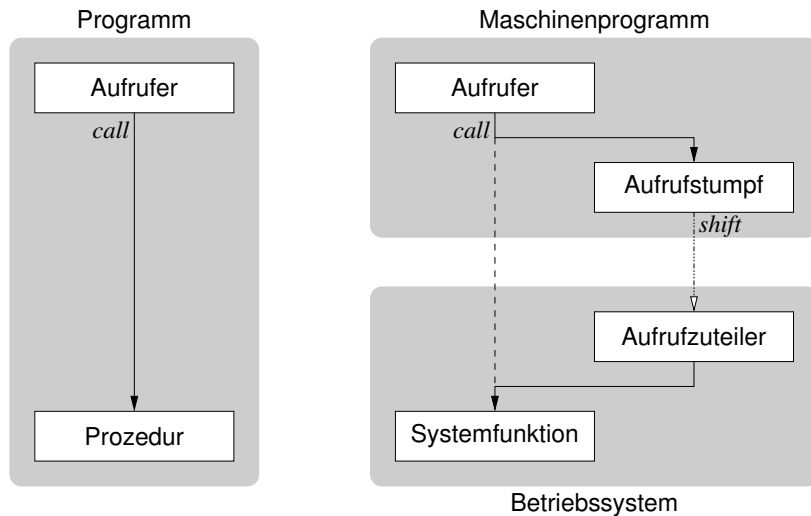 Programm
Aufrufer
call
Prozedur
Maschinenprogramm
Aufrufer
call
Aufrufstumpf
shift
Aufrufzuteiler
Systemfunktion
Betriebssystem